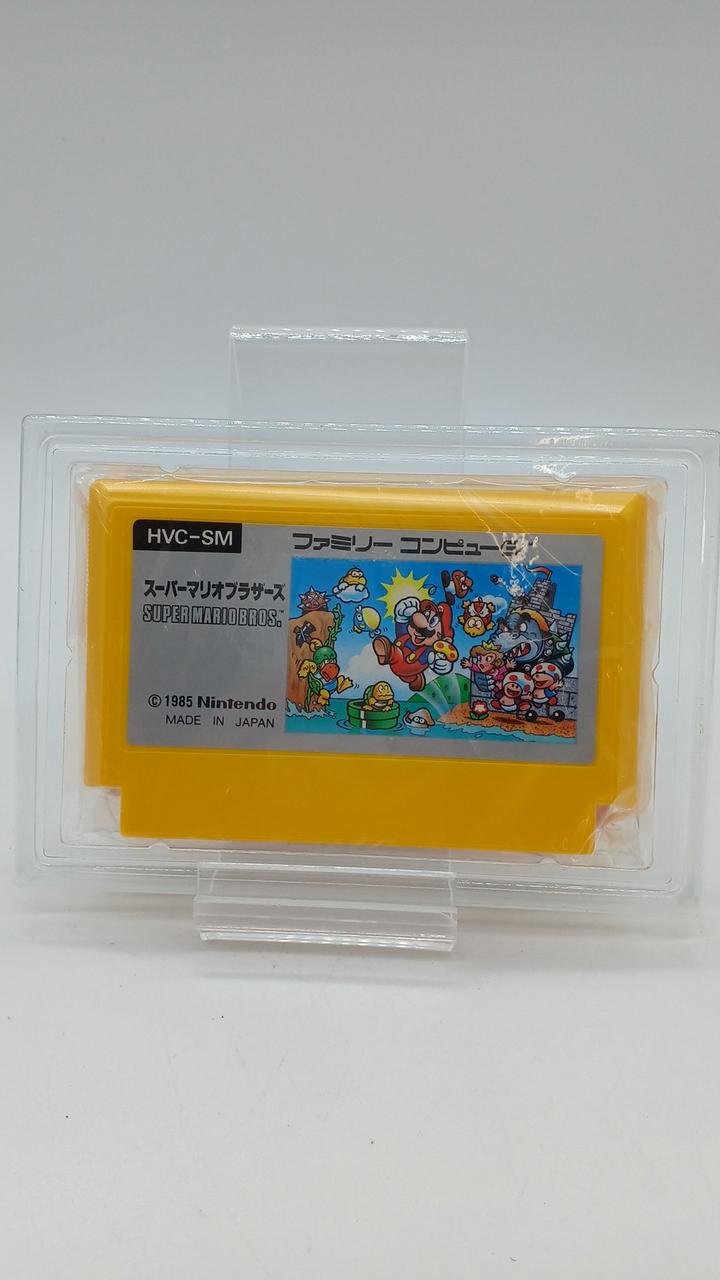 HVC-SM
ファミリー コンピュータ
スーパーマリオブラザーズ
SUPER MARIO BROS.™
© 1985 Nintendo
MADE IN JAPAN